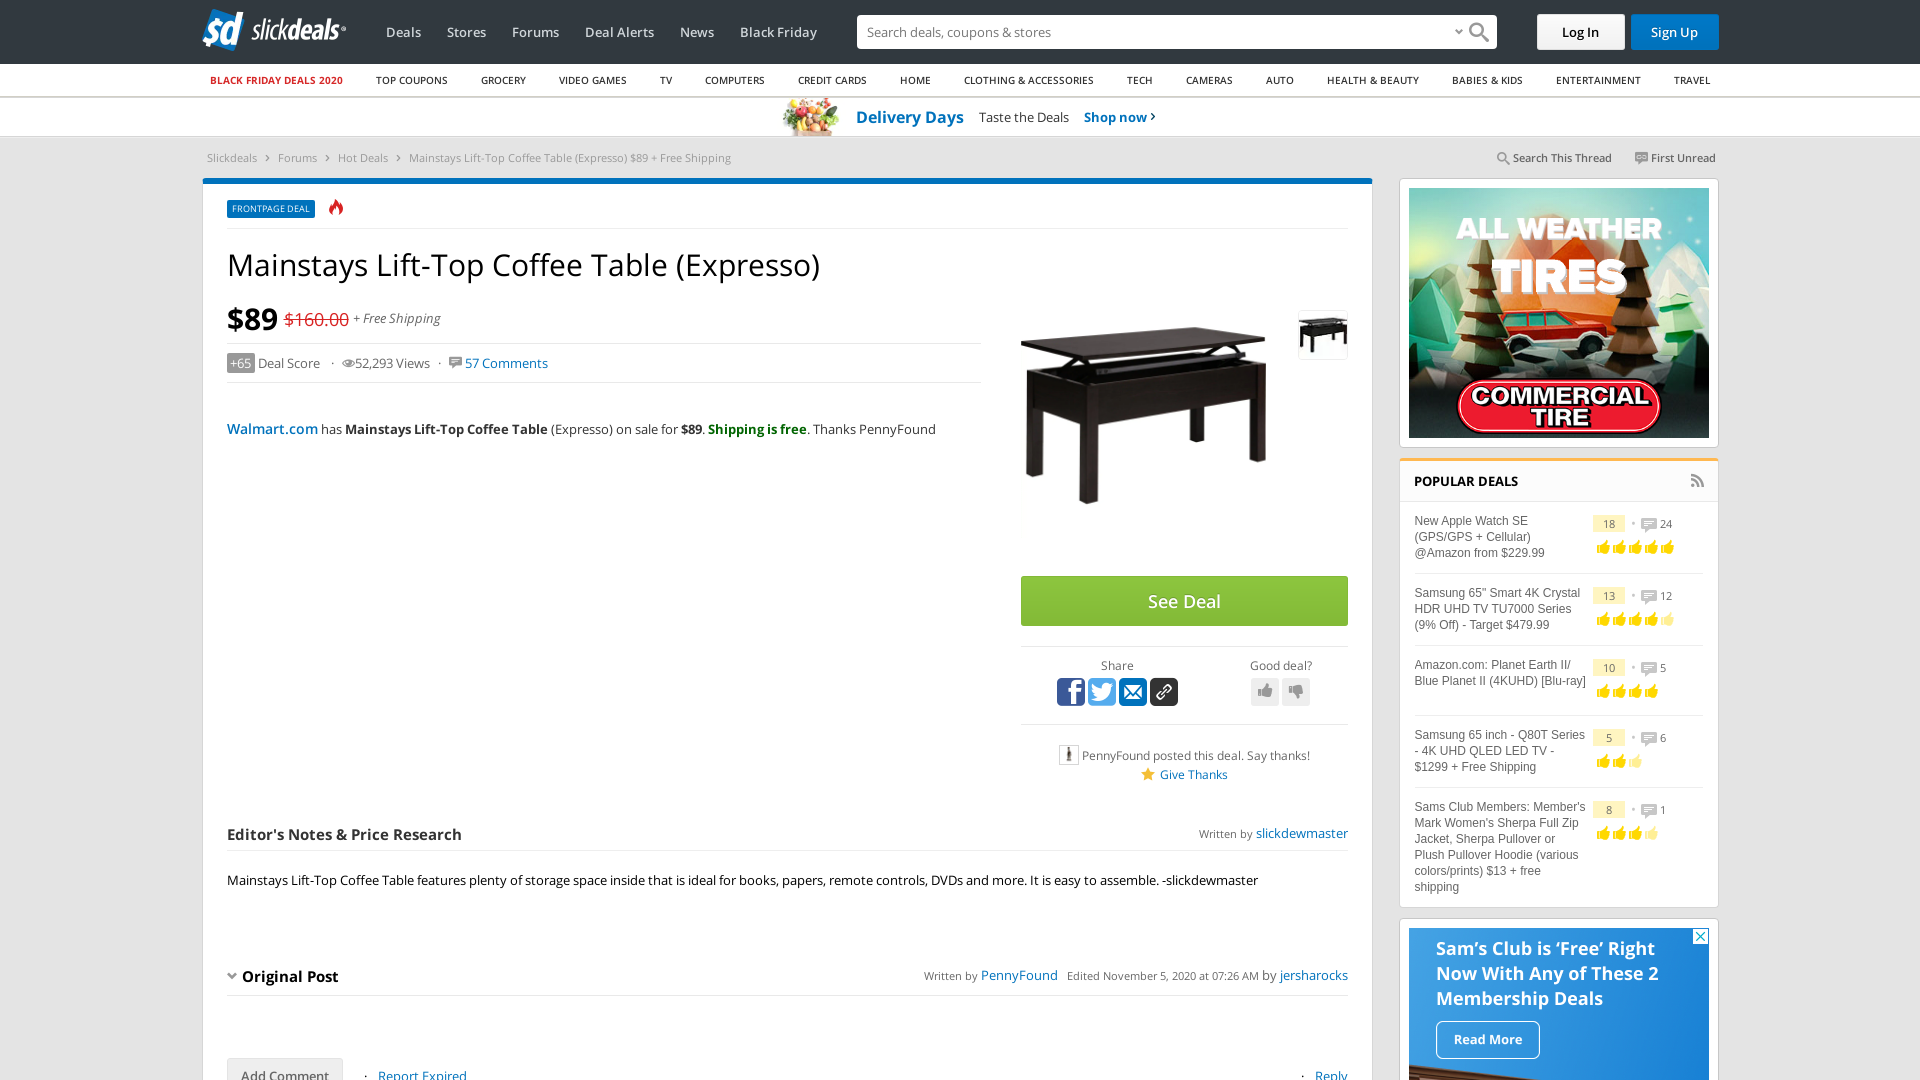 slickdeals
Deals
Stores
Forums
Deal Alerts
News
Black Friday
Search deals, coupons & stores
Log In
Sign Up
BLACK FRIDAY DEALS 2020
TOP COUPONS
GROCERY
VIDEO GAMES
TV
COMPUTERS
CREDIT CARDS
HOME
CLOTHING & ACCESSORIES
TECH
CAMERAS
AUTO
HEALTH & BEAUTY
BABIES & KIDS
ENTERTAINMENT
TRAVEL
Delivery Days Taste the Deals Shop now ›
Slickdeals › Forums › Hot Deals › Mainstays Lift-Top Coffee Table (Expresso) $89 + Free Shipping
Search This Thread
First Unread
FRONTPAGE DEAL
Mainstays Lift-Top Coffee Table (Expresso)
$89 $160.00 + Free Shipping
+65 Deal Score · 52,293 Views · 57 Comments
Walmart.com has Mainstays Lift-Top Coffee Table (Expresso) on sale for $89. Shipping is free. Thanks PennyFound
See Deal
Share
Good deal?
PennyFound posted this deal. Say thanks!
Give Thanks
Editor's Notes & Price Research
Written by slickdewmaster
Mainstays Lift-Top Coffee Table features plenty of storage space inside that is ideal for books, papers, remote controls, DVDs and more. It is easy to assemble. -slickdewmaster
Original Post
Written by PennyFound Edited November 5, 2020 at 07:26 AM by jersharocks
Add Comment
· Report Expired
· Reply
ALL WEATHER
TIRES
COMMERCIAL
TIRE
POPULAR DEALS
New Apple Watch SE
(GPS/GPS + Cellular)
@Amazon from $229.99
18 • 24
Samsung 65" Smart 4K Crystal
HDR UHD TV TU7000 Series
(9% Off) - Target $479.99
13 • 12
Amazon.com: Planet Earth II/
Blue Planet II (4KUHD) [Blu-ray]
10 • 5
Samsung 65 inch - Q80T Series
- 4K UHD QLED LED TV -
$1299 + Free Shipping
5 • 6
Sams Club Members: Member's
Mark Women's Sherpa Full Zip
Jacket, Sherpa Pullover or
Plush Pullover Hoodie (various
colors/prints) $13 + free
shipping
8 • 1
Sam's Club is 'Free' Right
Now With Any of These 2
Membership Deals
Read More